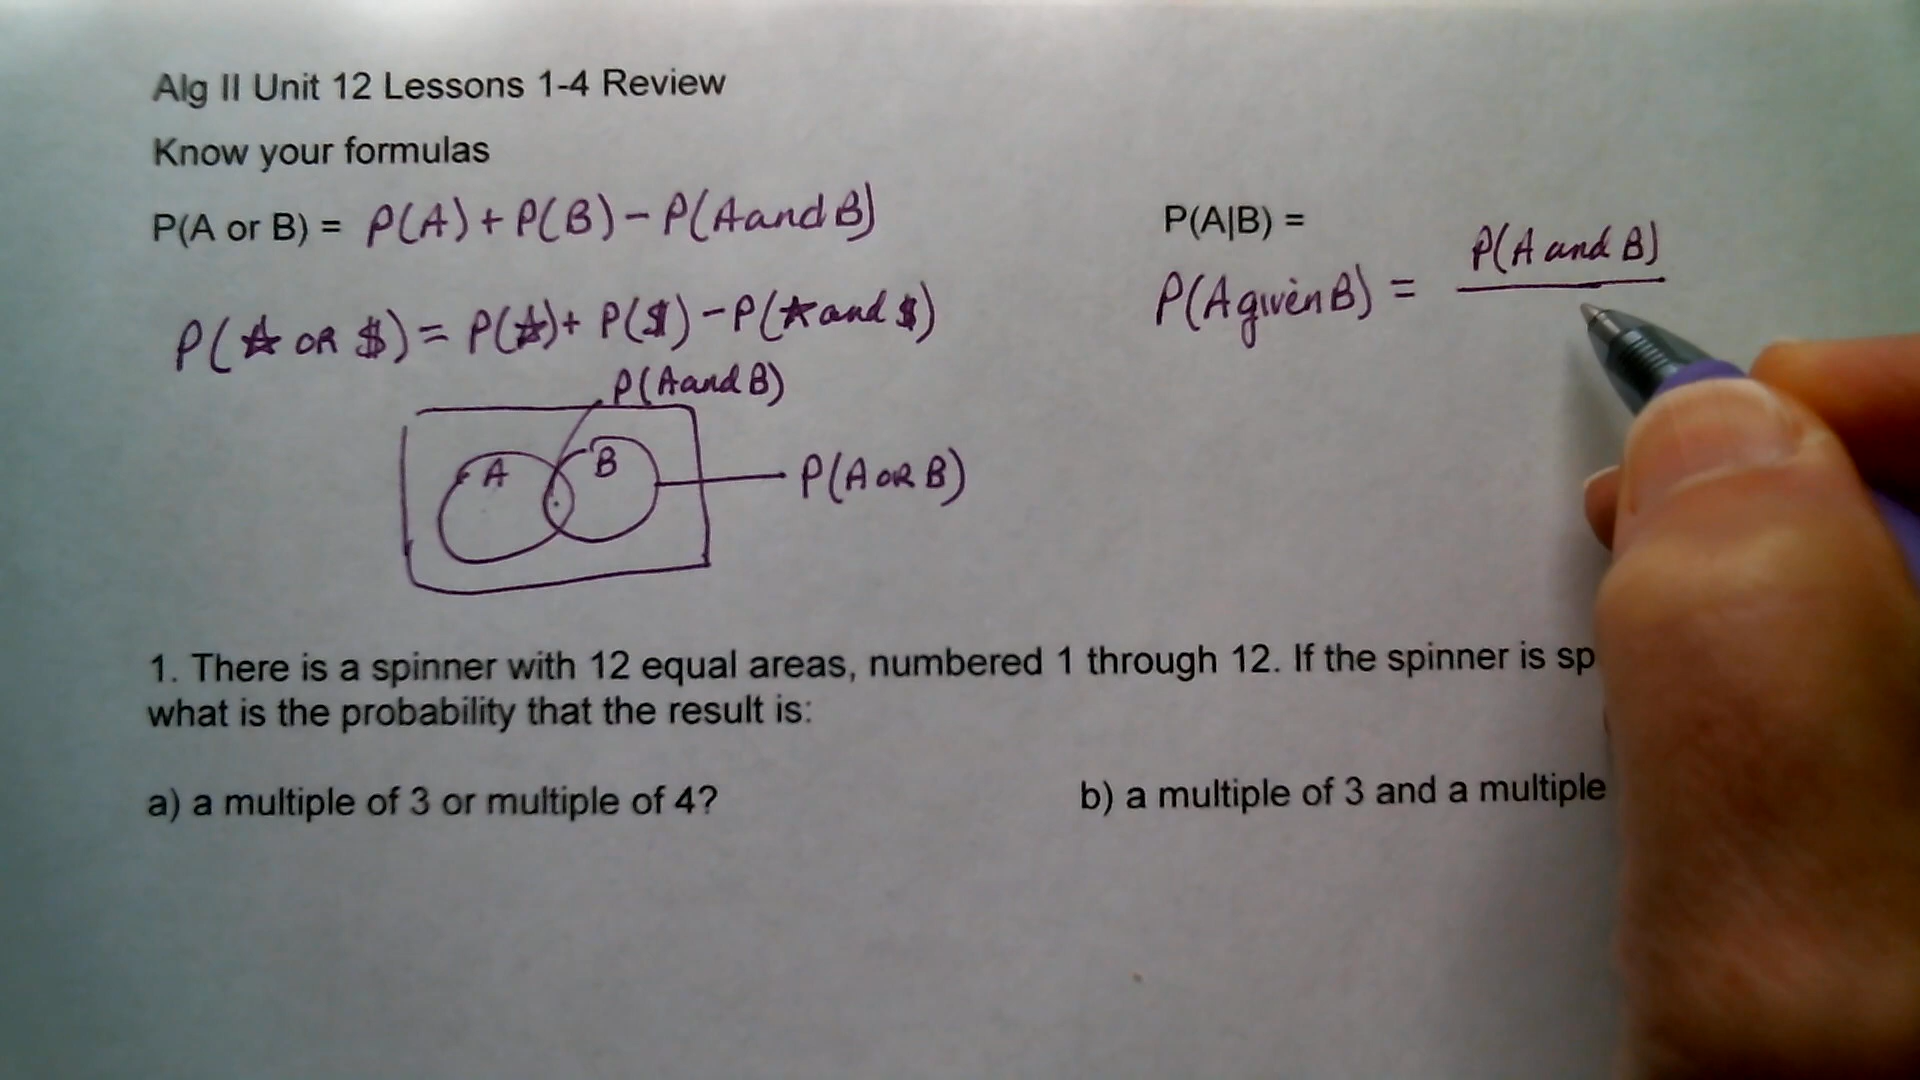 Alg II Unit 12 Lessons 1-4 Review
Know your formulas
P(A or B) = P(A) + P(B) - P(A and B)
P(☆ OR $) = P(☆) + P($) - P(☆ and $)
P(A and B)
A B
P(A OR B)
P(A|B) =
P(A given B) = P(A and B)
1. There is a spinner with 12 equal areas, numbered 1 through 12. If the spinner is
what is the probability that the result is:
a) a multiple of 3 or multiple of 4?
b) a multiple of 3 and a multiple